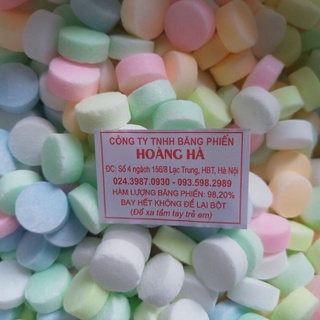 CÔNG TY TNHH BĂNG PHIẾN
HOÀNG HÀ
ĐC: Số 4 ngách 156/8 Lạc Trung, HBT, Hà Nội
024.3987.0930 - 093.598.2989
HÀM LƯỢNG BĂNG PHIẾN: 98,20%
BAY HẾT KHÔNG ĐỂ LẠI BỘT
(Để xa tầm tay trẻ em)